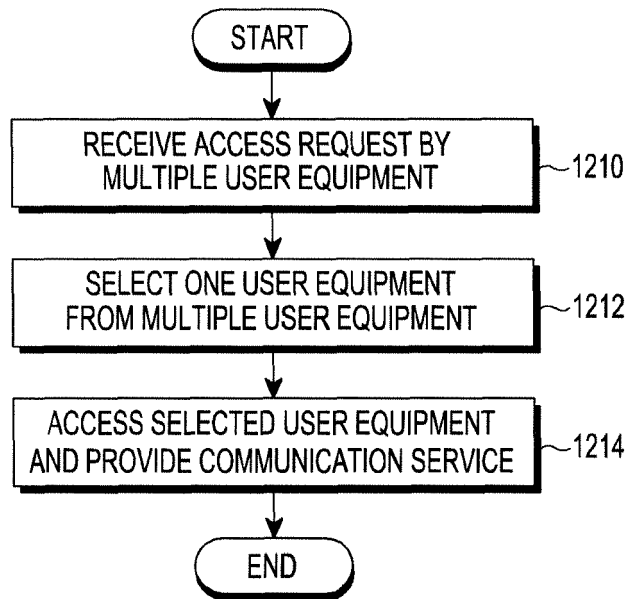 START
RECEIVE ACCESS REQUEST BY
MULTIPLE USER EQUIPMENT
1210
SELECT ONE USER EQUIPMENT
FROM MULTIPLE USER EQUIPMENT
1212
ACCESS SELECTED USER EQUIPMENT
AND PROVIDE COMMUNICATION SERVICE
1214
END